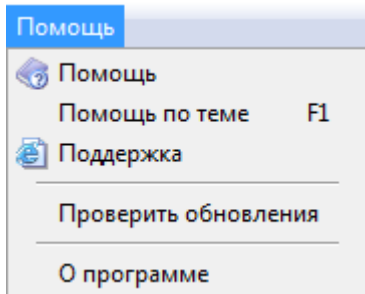 Помощь
Помощь
Помощь по теме F1
Поддержка
Проверить обновления
О программе